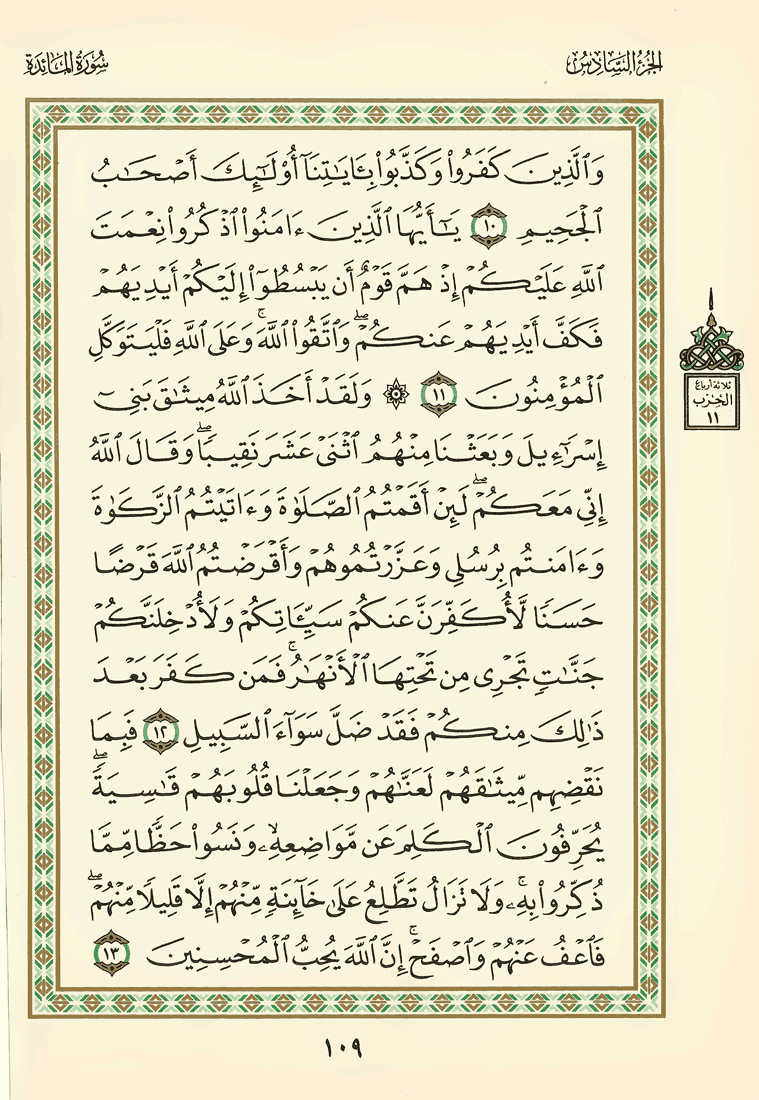 الجزء السادس
سورة المائدة
وَٱلَّذِينَ كَفَرُوا۟ وَكَذَّبُوا۟ بِـَٔايَـٰتِنَآ أُو۟لَـٰٓئِكَ أَصْحَـٰبُ
ٱلْجَحِيمِ ١٠ يَـٰٓأَيُّهَا ٱلَّذِينَ ءَامَنُوا۟ ٱذْكُرُوا۟ نِعْمَتَ
ٱللَّهِ عَلَيْكُمْ إِذْ هَمَّ قَوْمٌ أَن يَبْسُطُوٓا۟ إِلَيْكُمْ أَيْدِيَهُمْ
فَكَفَّ أَيْدِيَهُمْ عَنكُمْ ۖ وَٱتَّقُوا۟ ٱللَّهَ ۚ وَعَلَى ٱللَّهِ فَلْيَتَوَكَّلِ
ٱلْمُؤْمِنُونَ ١١ ۞ وَلَقَدْ أَخَذَ ٱللَّهُ مِيثَـٰقَ بَنِىٓ
إِسْرَٰٓءِيلَ وَبَعَثْنَا مِنْهُمُ ٱثْنَىْ عَشَرَ نَقِيبًا ۖ وَقَالَ ٱللَّهُ
إِنِّى مَعَكُمْ ۖ لَئِنْ أَقَمْتُمُ ٱلصَّلَوٰةَ وَءَاتَيْتُمُ ٱلزَّكَوٰةَ
وَءَامَنتُم بِرُسُلِى وَعَزَّرْتُمُوهُمْ وَأَقْرَضْتُمُ ٱللَّهَ قَرْضًا
حَسَنًا لَّأُكَفِّرَنَّ عَنكُمْ سَيِّـَٔاتِكُمْ وَلَأُدْخِلَنَّكُمْ
جَنَّـٰتٍ تَجْرِى مِن تَحْتِهَا ٱلْأَنْهَـٰرُ ۚ فَمَن كَفَرَ بَعْدَ
ذَٰلِكَ مِنكُمْ فَقَدْ ضَلَّ سَوَآءَ ٱلسَّبِيلِ ١٢ فَبِمَا
نَقْضِهِم مِّيثَـٰقَهُمْ لَعَنَّـٰهُمْ وَجَعَلْنَا قُلُوبَهُمْ قَـٰسِيَةً ۖ
يُحَرِّفُونَ ٱلْكَلِمَ عَن مَّوَاضِعِهِۦ ۙ وَنَسُوا۟ حَظًّا مِّمَّا
ذُكِّرُوا۟ بِهِۦ ۚ وَلَا تَزَالُ تَطَّلِعُ عَلَىٰ خَآئِنَةٍ مِّنْهُمْ إِلَّا قَلِيلًا مِّنْهُمْ ۖ
فَٱعْفُ عَنْهُمْ وَٱصْفَحْ ۚ إِنَّ ٱللَّهَ يُحِبُّ ٱلْمُحْسِنِينَ ١٣
ثلاثة أرباع
الحزب
١١
١٠٩